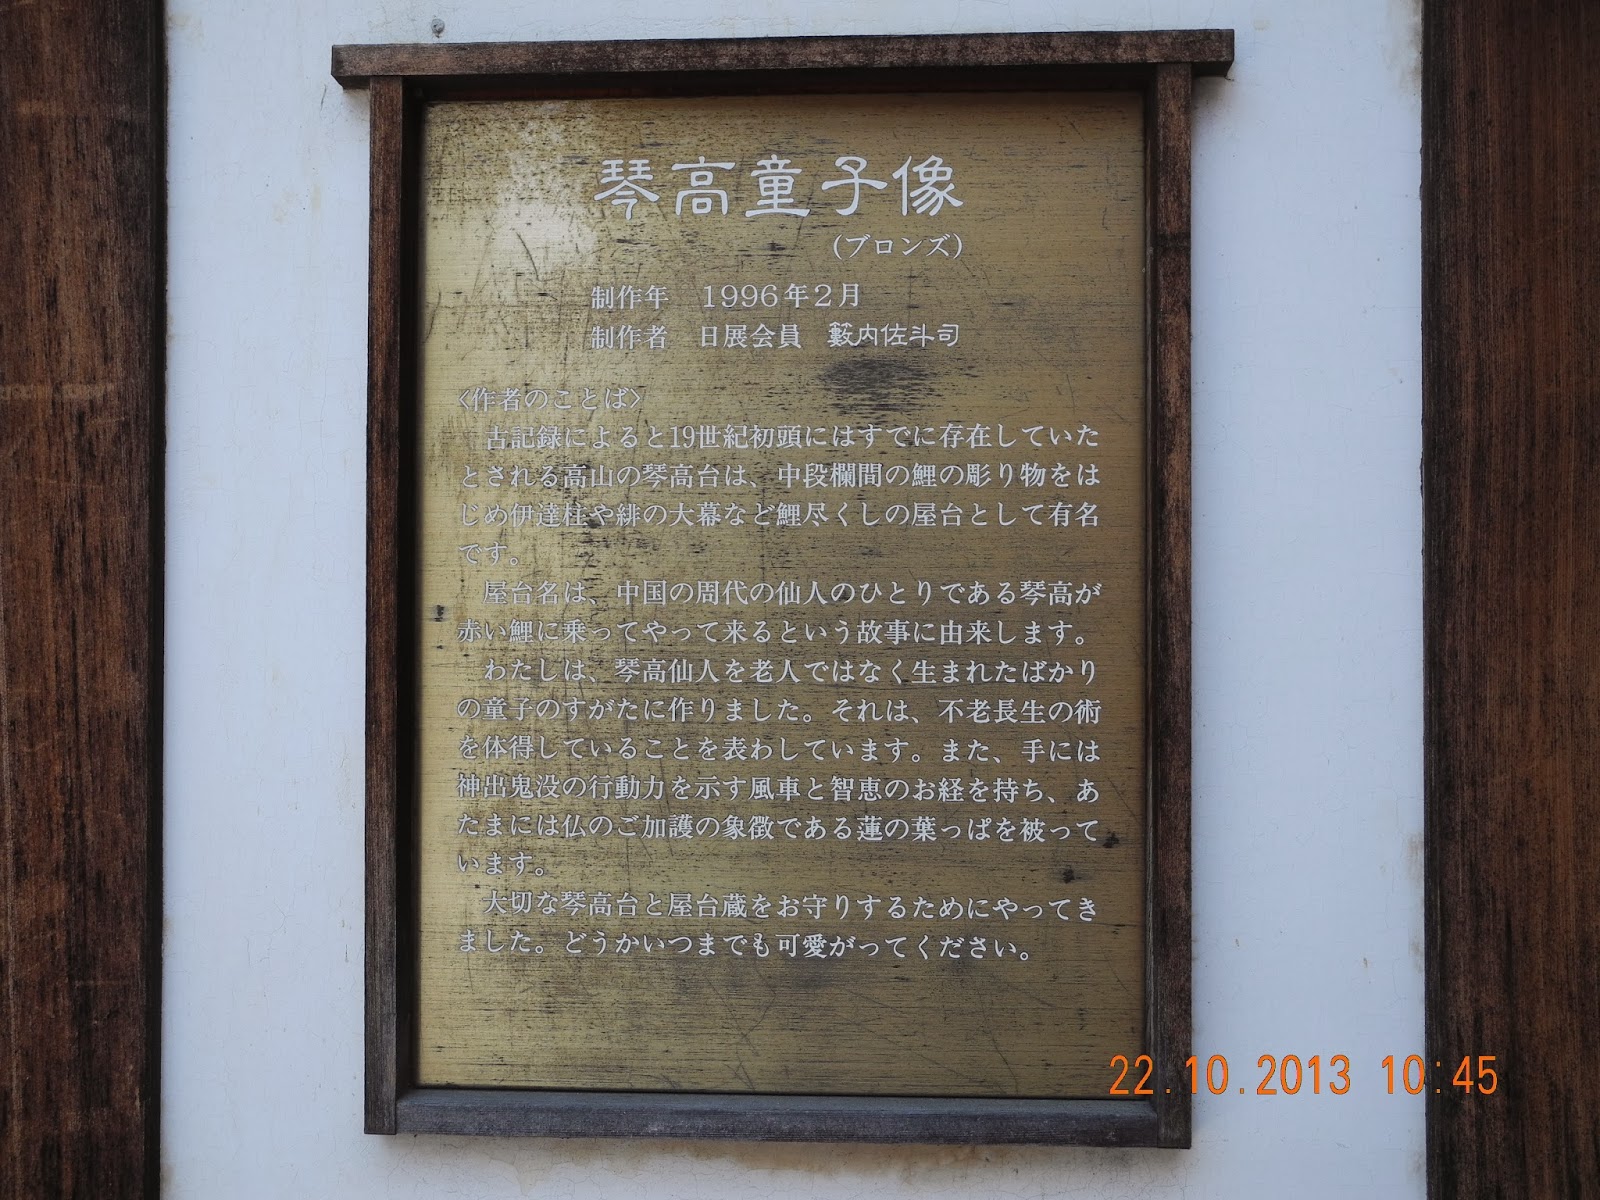 琴高童子像
(ブロンズ)
制作年　1996年2月
制作者　日展会員　藪内佐斗司
〈作者のことば〉
　古記録によると19世紀初頭にはすでに存在していた
とされる高山の琴高台は、中段欄間の鯉の彫り物をは
じめ伊達柱や緋の大幕など鯉尽くしの屋台として有名
です。
　屋台名は、中国の周代の仙人のひとりである琴高が
赤い鯉に乗ってやって来るという故事に由来します。
　わたしは、琴高仙人を老人ではなく生まれたばかり
の童子のすがたに作りました。それは、不老長生の術
を体得していることを表わしています。また、手には
神出鬼没の行動力を示す風車と智恵のお経を持ち、あ
たまには仏のご加護の象徴である蓮の葉っぱを被って
います。
　大切な琴高台と屋台蔵をお守りするためにやってき
ました。どうかいつまでも可愛がってください。
22.10.2013 10:45